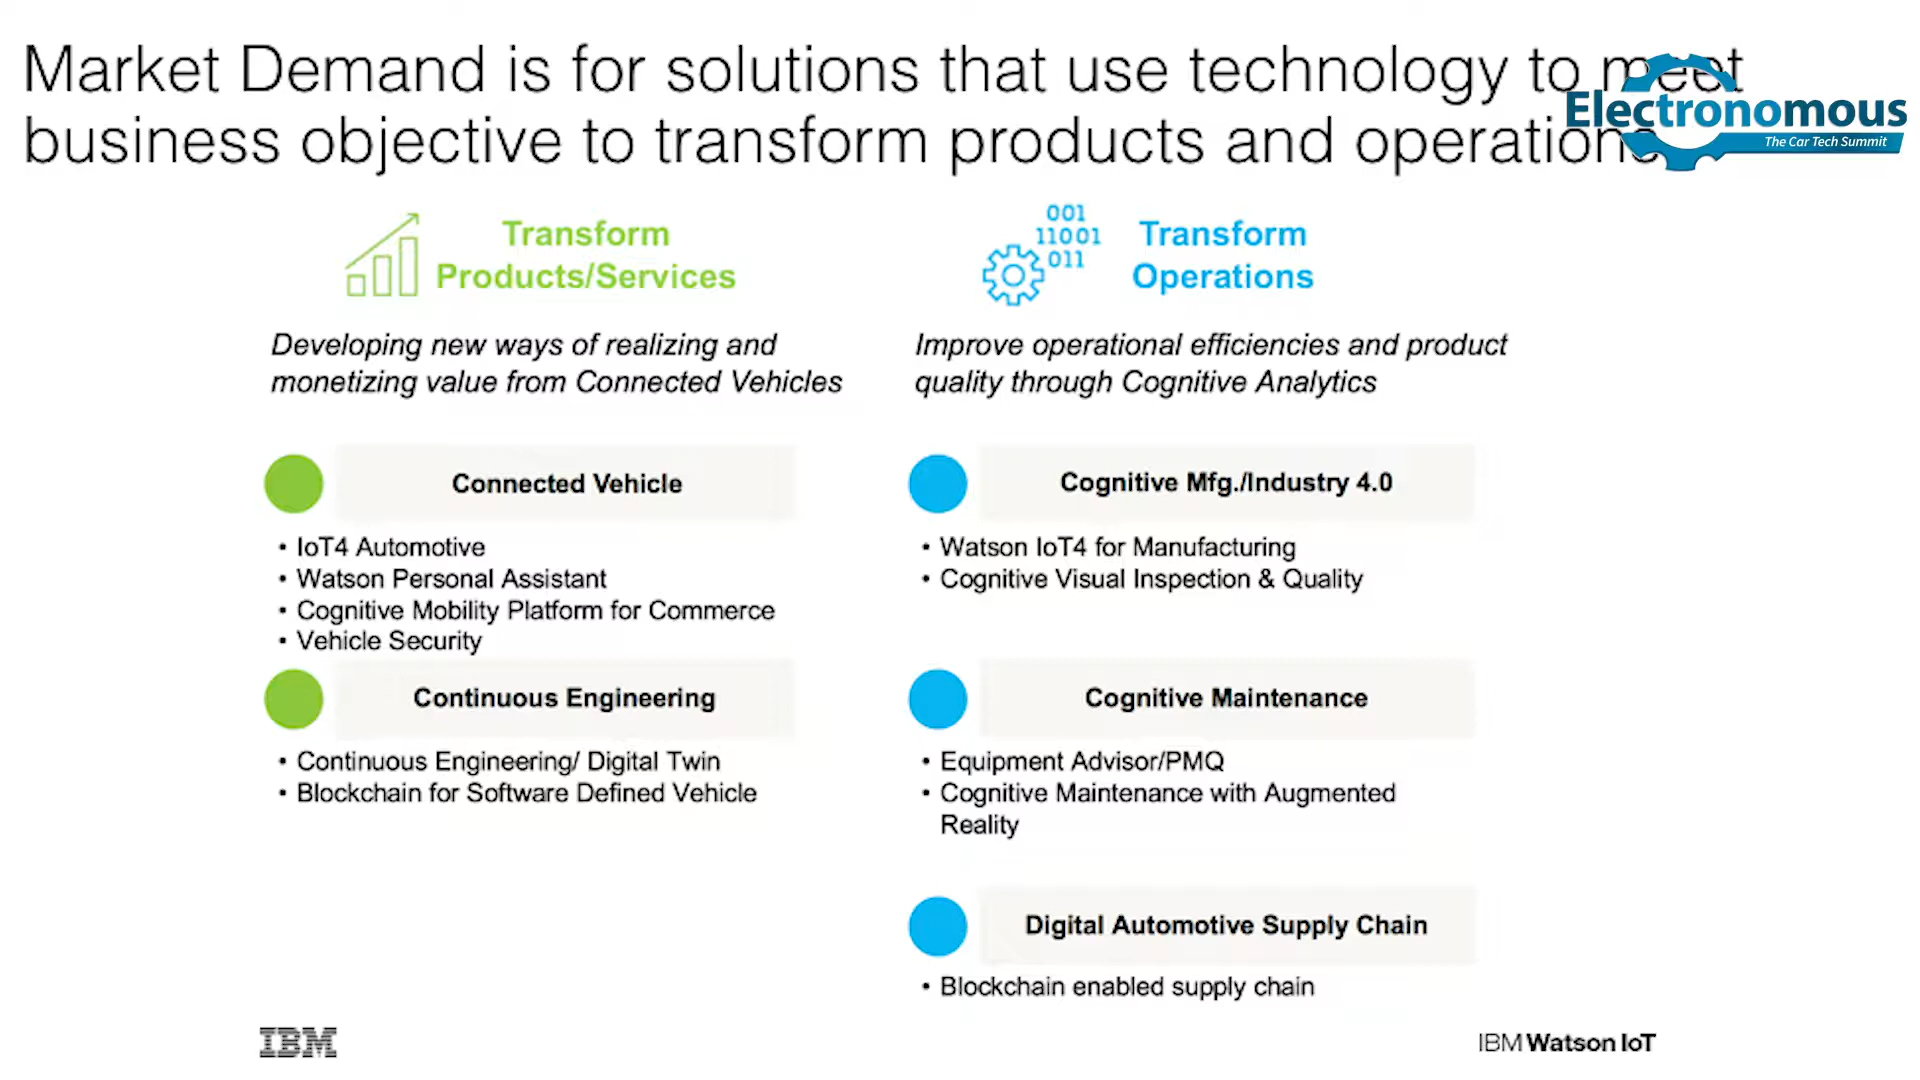 Market Demand is for solutions that use technology to meet
business objective to transform products and operations
Electronomous
The Car Tech Summit
Transform
Products/Services
Developing new ways of realizing and
monetizing value from Connected Vehicles
Connected Vehicle
• IoT4 Automotive
• Watson Personal Assistant
• Cognitive Mobility Platform for Commerce
• Vehicle Security
Continuous Engineering
• Continuous Engineering/ Digital Twin
• Blockchain for Software Defined Vehicle
001
11001
011
Transform
Operations
Improve operational efficiencies and product
quality through Cognitive Analytics
Cognitive Mfg./Industry 4.0
• Watson IoT4 for Manufacturing
• Cognitive Visual Inspection & Quality
Cognitive Maintenance
• Equipment Advisor/PMQ
• Cognitive Maintenance with Augmented
Reality
Digital Automotive Supply Chain
• Blockchain enabled supply chain
IBM
IBM Watson IoT